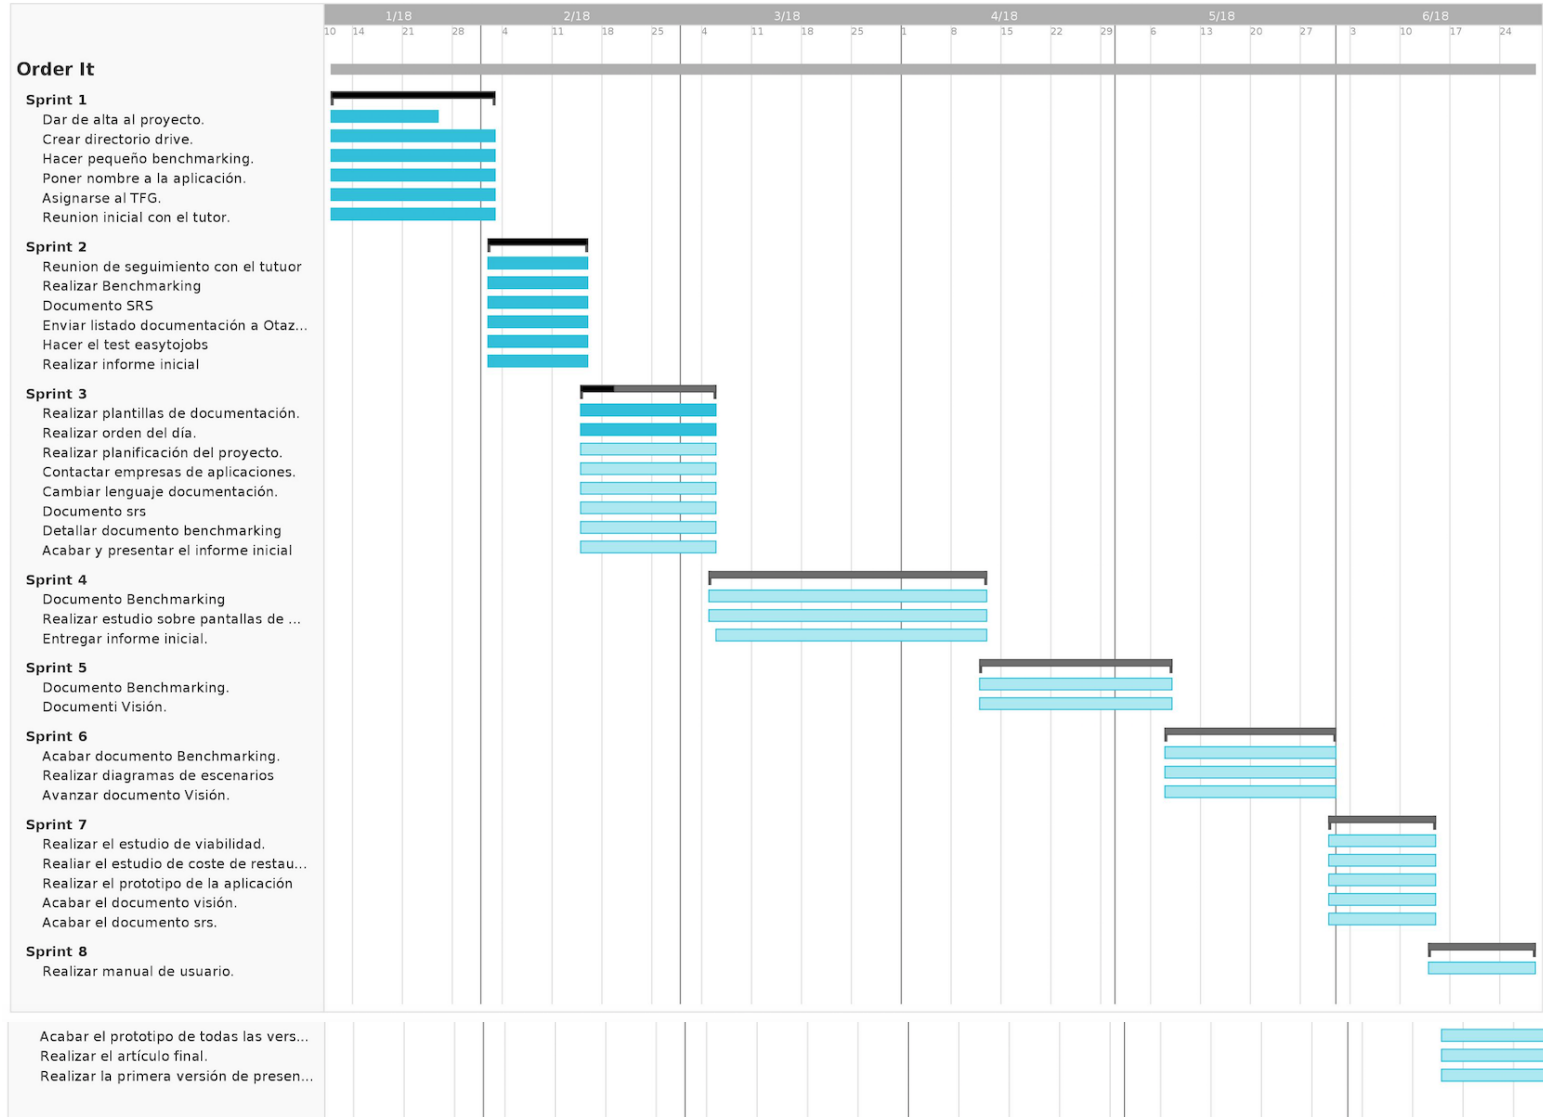 1/18 2/18 3/18 4/18 5/18 6/18
10 14 21 28 4 11 18 25 4 11 18 25 1 8 15 22 29 6 13 20 27 3 10 17 24
Order It
Sprint 1
Dar de alta al proyecto.
Crear directorio drive.
Hacer pequeño benchmarking.
Poner nombre a la aplicación.
Asignarse al TFG.
Reunion inicial con el tutor.
Sprint 2
Reunion de seguimiento con el tutuor
Realizar Benchmarking
Documento SRS
Enviar listado documentación a Otaz...
Hacer el test easytojobs
Realizar informe inicial
Sprint 3
Realizar plantillas de documentación.
Realizar orden del día.
Realizar planificación del proyecto.
Contactar empresas de aplicaciones.
Cambiar lenguaje documentación.
Documento srs
Detallar documento benchmarking
Acabar y presentar el informe inicial
Sprint 4
Documento Benchmarking
Realizar estudio sobre pantallas de ...
Entregar informe inicial.
Sprint 5
Documento Benchmarking.
Documenti Visión.
Sprint 6
Acabar documento Benchmarking.
Realizar diagramas de escenarios
Avanzar documento Visión.
Sprint 7
Realizar el estudio de viabilidad.
Realiar el estudio de coste de restau...
Realizar el prototipo de la aplicación
Acabar el documento visión.
Acabar el documento srs.
Sprint 8
Realizar manual de usuario.
Acabar el prototipo de todas las vers...
Realizar el artículo final.
Realizar la primera versión de presen...